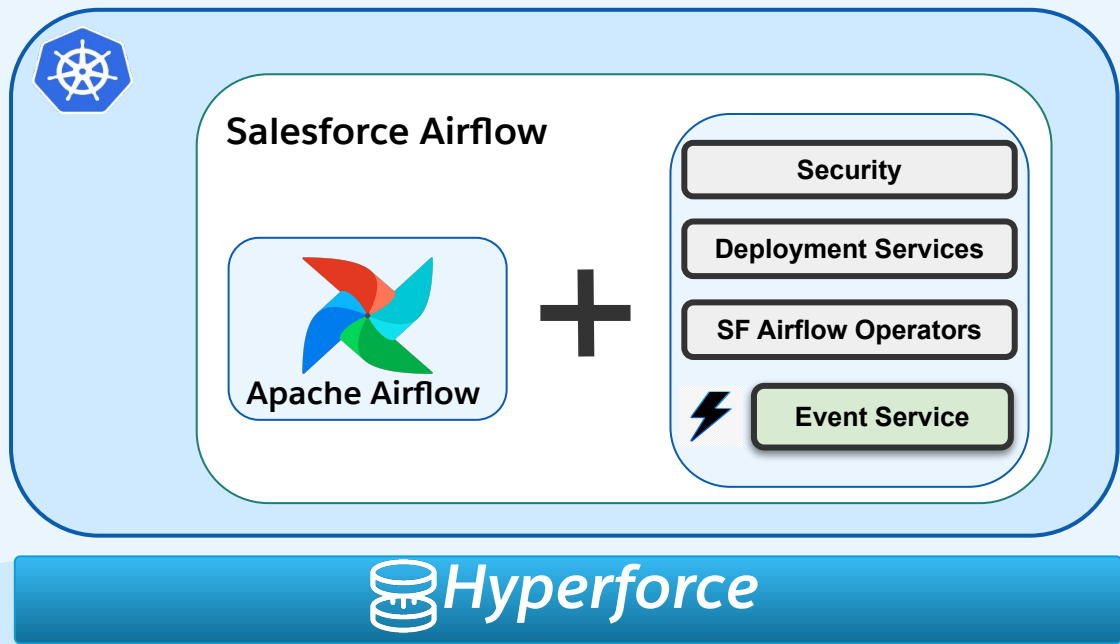 Salesforce Airflow
Apache Airflow
Security
Deployment Services
SF Airflow Operators
Event Service
Hyperforce